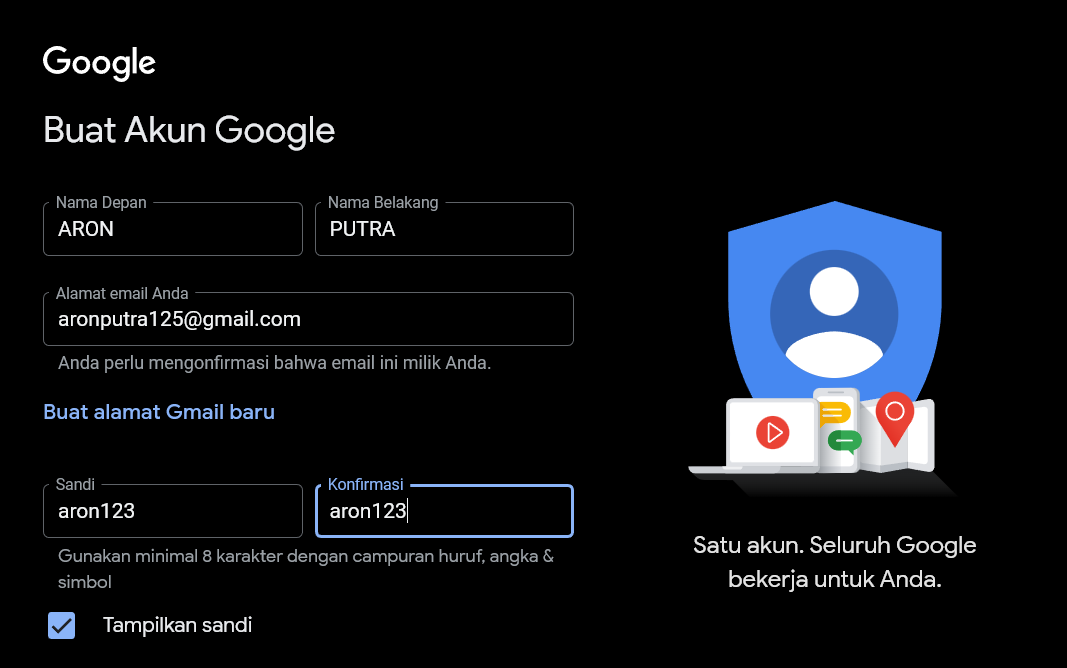 Google
Buat Akun Google
Nama Depan
ARON
Nama Belakang
PUTRA
Alamat email Anda
aronputra125@gmail.com
Anda perlu mengonfirmasi bahwa email ini milik Anda.
Buat alamat Gmail baru
Sandi
aron123
Konfirmasi
aron123
Gunakan minimal 8 karakter dengan campuran huruf, angka &
simbol
Tampilkan sandi
Satu akun. Seluruh Google
bekerja untuk Anda.